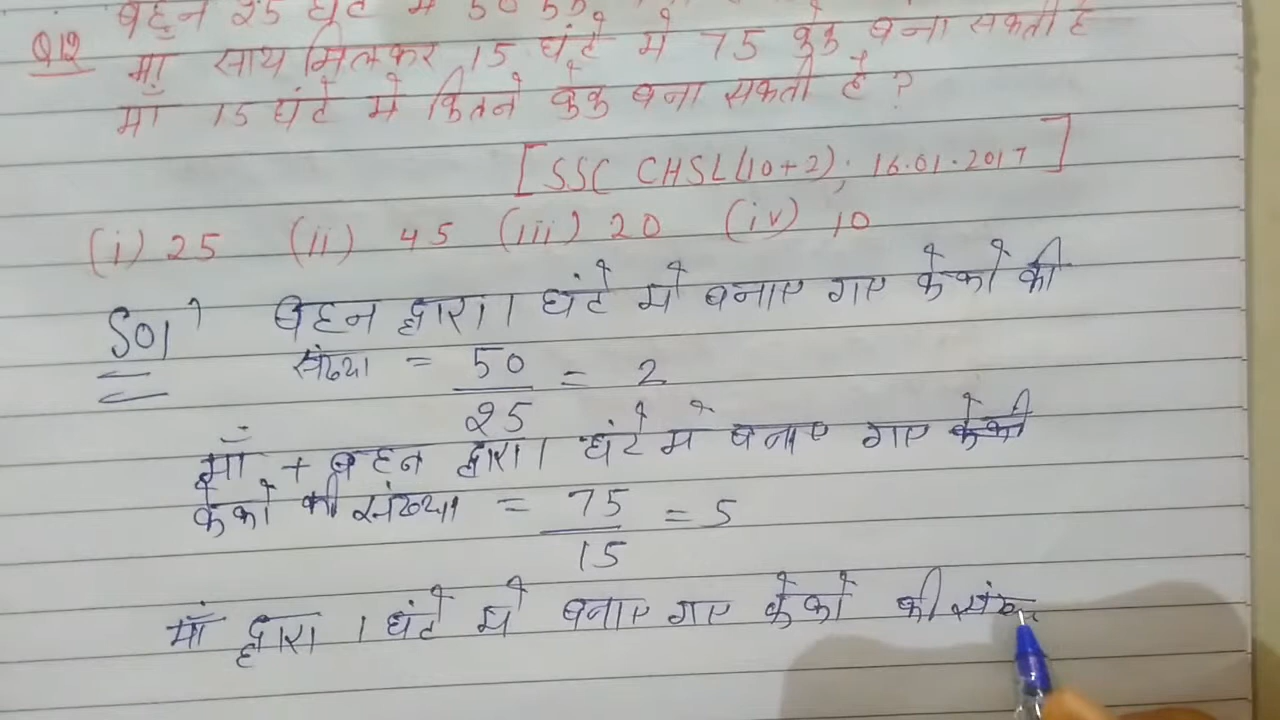 बहन 25 घंटे में 50
Q19 माँ साथ मिलकर 15 घंटे में 75 केक बना सकती है
माँ 15 घंटे में कितने केक बना सकती है ?
[SSC CHSL(10+2), 16.01.2017]
(i) 25 (ii) 45 (iii) 20 (iv) 10
Sol बहन द्वारा 1 घंटे में बनाए गए केकों की
संख्या = 50/25 = 2
माँ + बहन द्वारा 1 घंटे में बनाए गए
केकों की संख्या = 75/15 = 5
माँ द्वारा 1 घंटे में बनाए गए केकों की